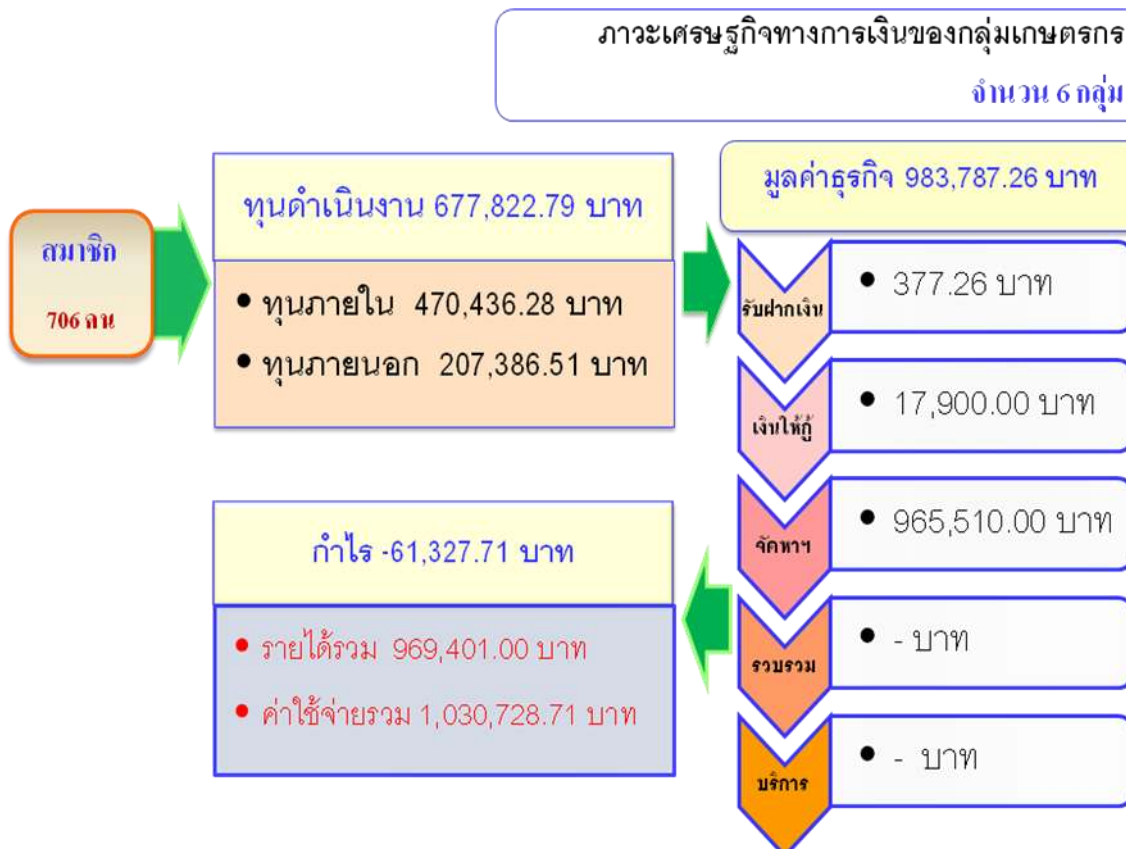 ภาวะเศรษฐกิจทางการเงินของกลุ่มเกษตรกร
จำนวน 6 กลุ่ม
สมาชิก
706 คน
ทุนดำเนินงาน 677,822.79 บาท
• ทุนภายใน 470,436.28 บาท
• ทุนภายนอก 207,386.51 บาท
มูลค่าธุรกิจ 983,787.26 บาท
รับฝากเงิน
• 377.26 บาท
เงินให้กู้
• 17,900.00 บาท
จัดหาฯ
• 965,510.00 บาท
รวบรวม
• - บาท
บริการ
• - บาท
กำไร -61,327.71 บาท
• รายได้รวม 969,401.00 บาท
• ค่าใช้จ่ายรวม 1,030,728.71 บาท